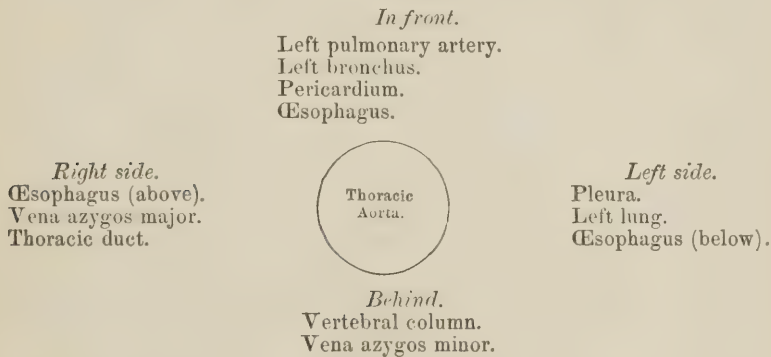 In front.
Left pulmonary artery.
Left bronchus.
Pericardium.
Œsophagus.
Right side.
Œsophagus (above).
Vena azygos major.
Thoracic duct.
Thoracic
Aorta.
Left side.
Pleura.
Left lung.
Œsophagus (below).
Behind.
Vertebral column.
Vena azygos minor.